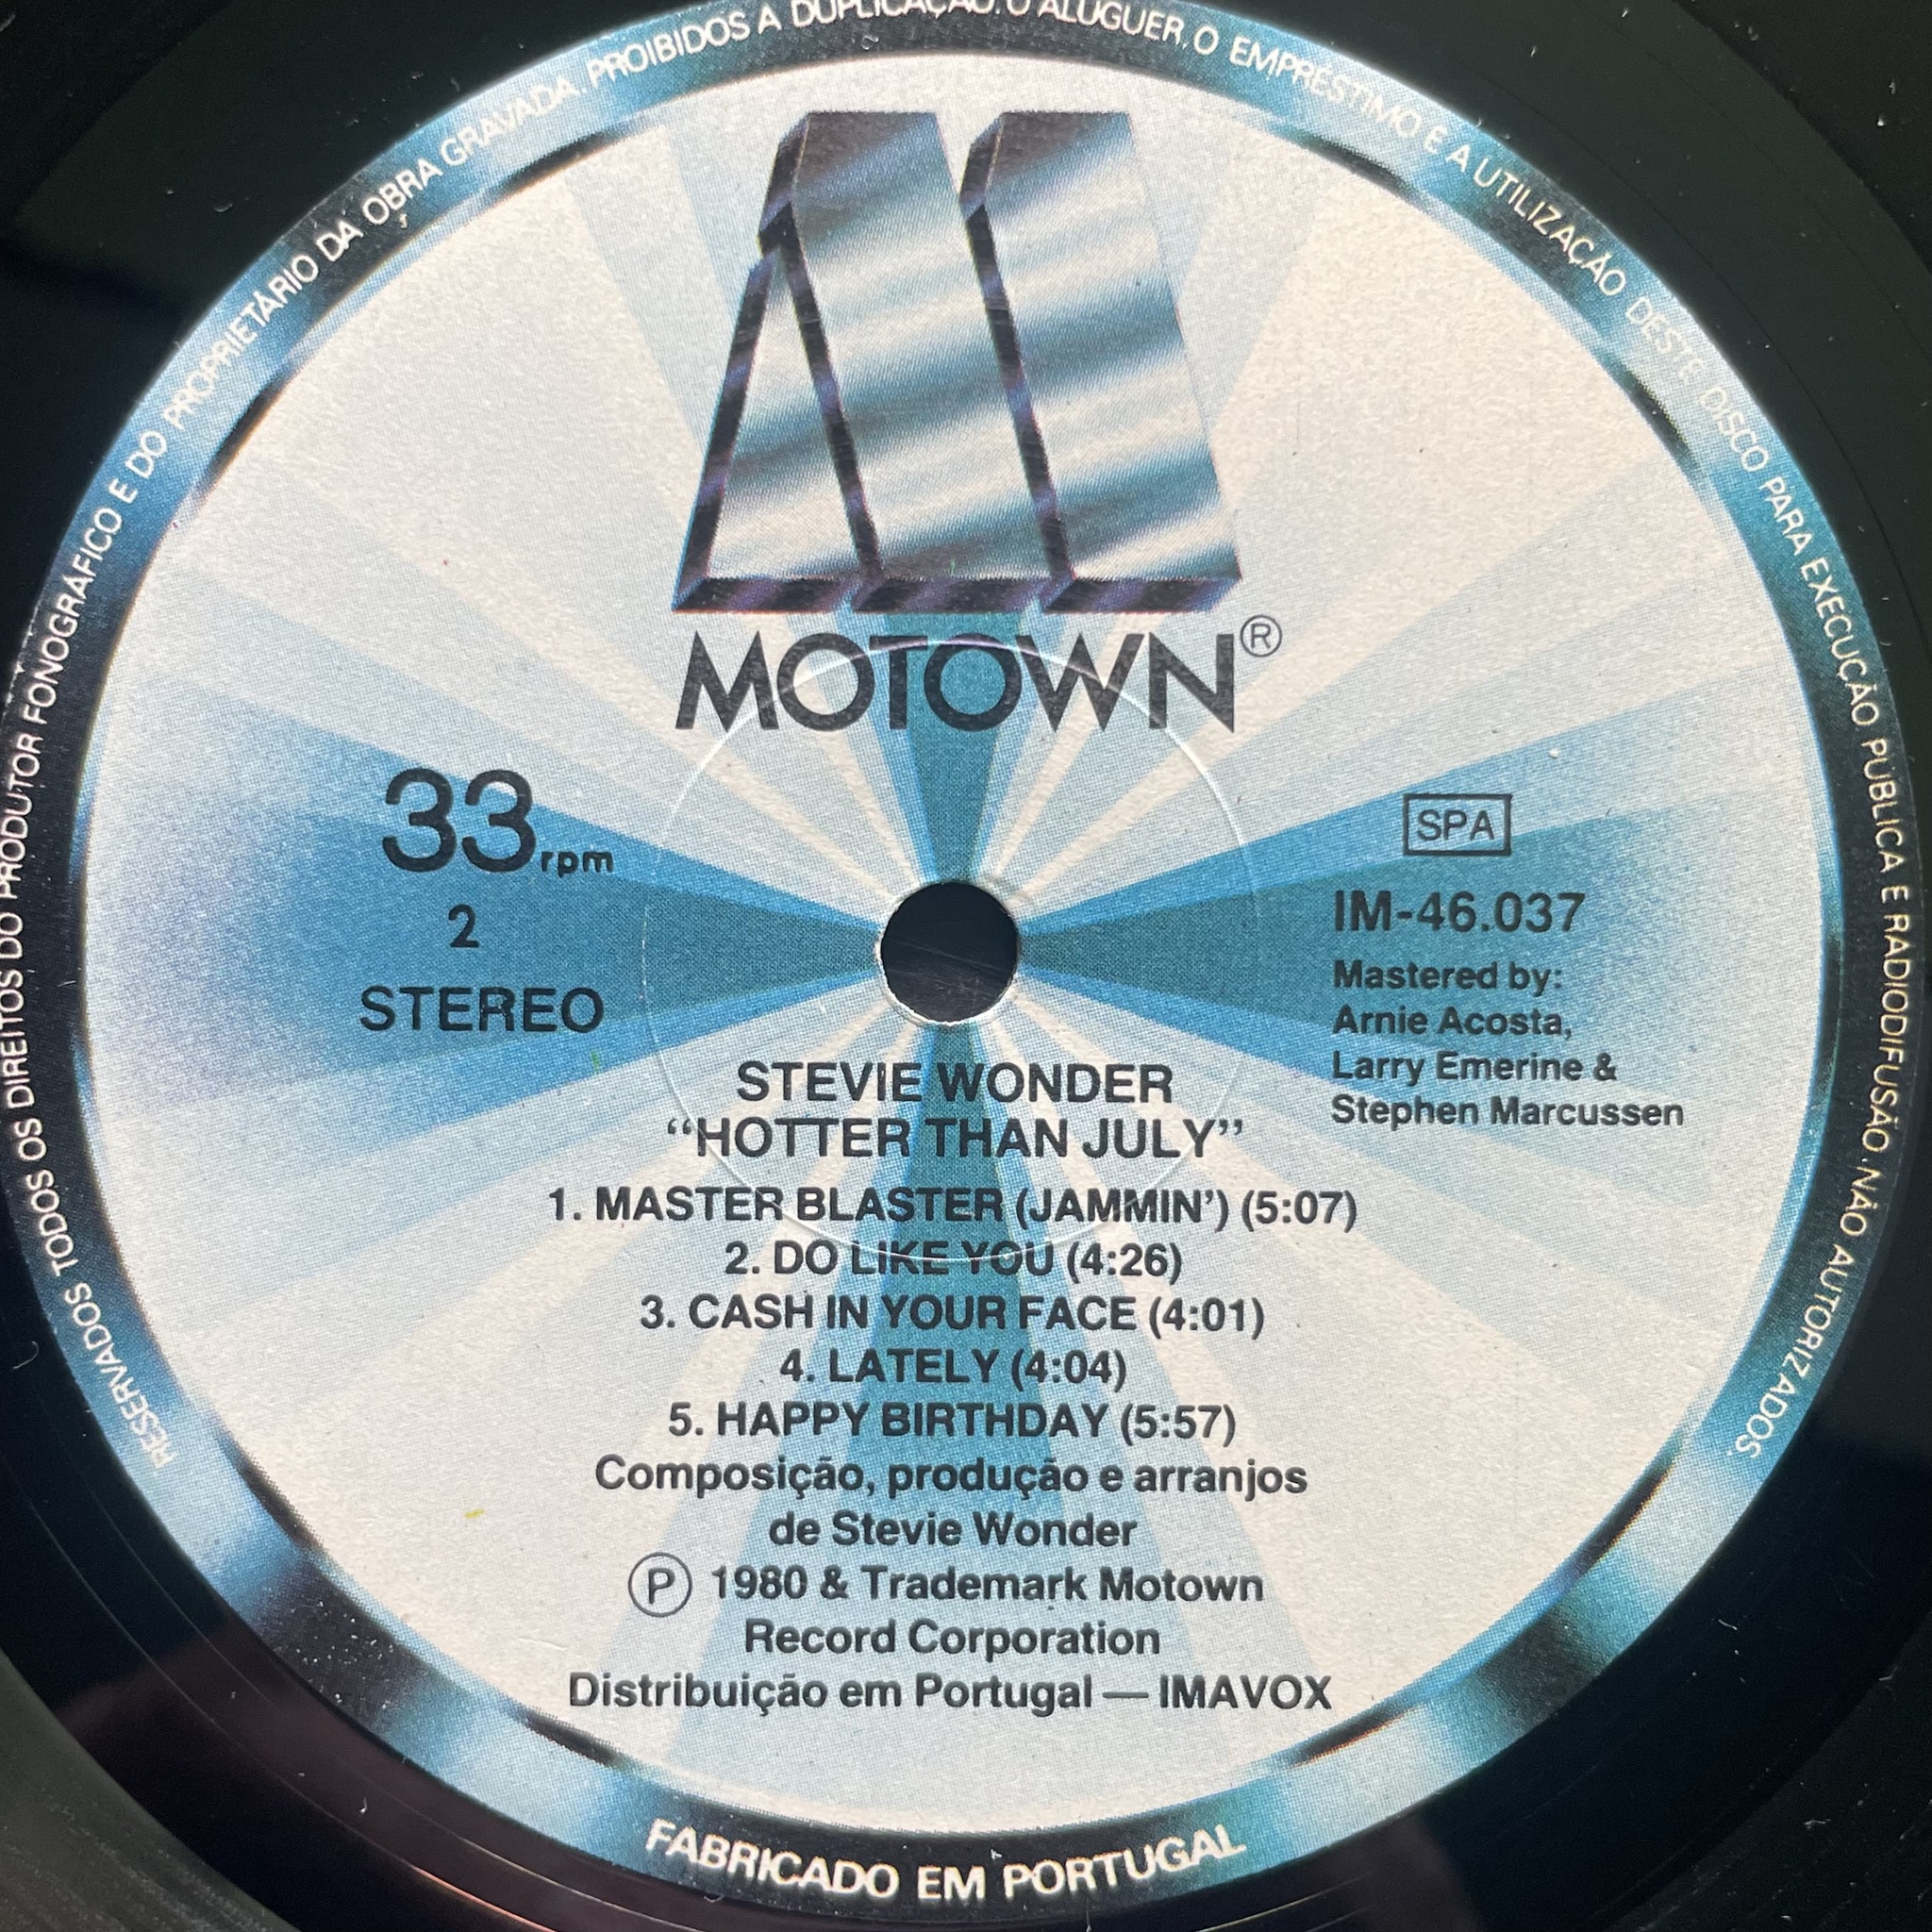 RESERVADOS TODOS OS DIREITOS DO PRODUTOR FONOGRÁFICO E DO PROPRIETÁRIO DA OBRA GRAVADA. PROIBIDOS A DUPLICAÇÃO. O ALUGUER, O EMPRÉSTIMO E A UTILIZAÇÃO DESTE DISCO PARA EXECUÇÃO PUBLICA E RADIODIFUSÃO NÃO AUTORIZADOS.
MOTOWN®
33 rpm
2
STEREO
SPA
IM-46.037
Mastered by:
Arnie Acosta,
Larry Emerine &
Stephen Marcussen
STEVIE WONDER
“HOTTER THAN JULY”
1. MASTER BLASTER (JAMMIN’) (5:07)
2. DO LIKE YOU (4:26)
3. CASH IN YOUR FACE (4:01)
4. LATELY (4:04)
5. HAPPY BIRTHDAY (5:57)
Composição, produção e arranjos
de Stevie Wonder
Ⓟ 1980 & Trademark Motown
Record Corporation
Distribuição em Portugal — IMAVOX
FABRICADO EM PORTUGAL